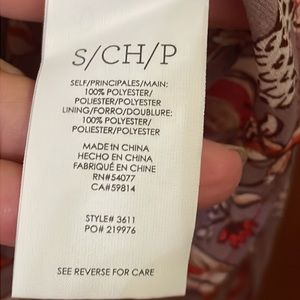 S/CH/P
SELF/PRINCIPALES/MAIN:
100% POLYESTER/
POLIESTER/POLYESTER
LINING/FORRO/DOUBLURE:
100% POLYESTER/
POLIESTER/POLYESTER
MADE IN CHINA
HECHO EN CHINA
FABRIQUÉ EN CHINE
RN#54077
CA#59814
STYLE# 3611
PO# 219976
SEE REVERSE FOR CARE